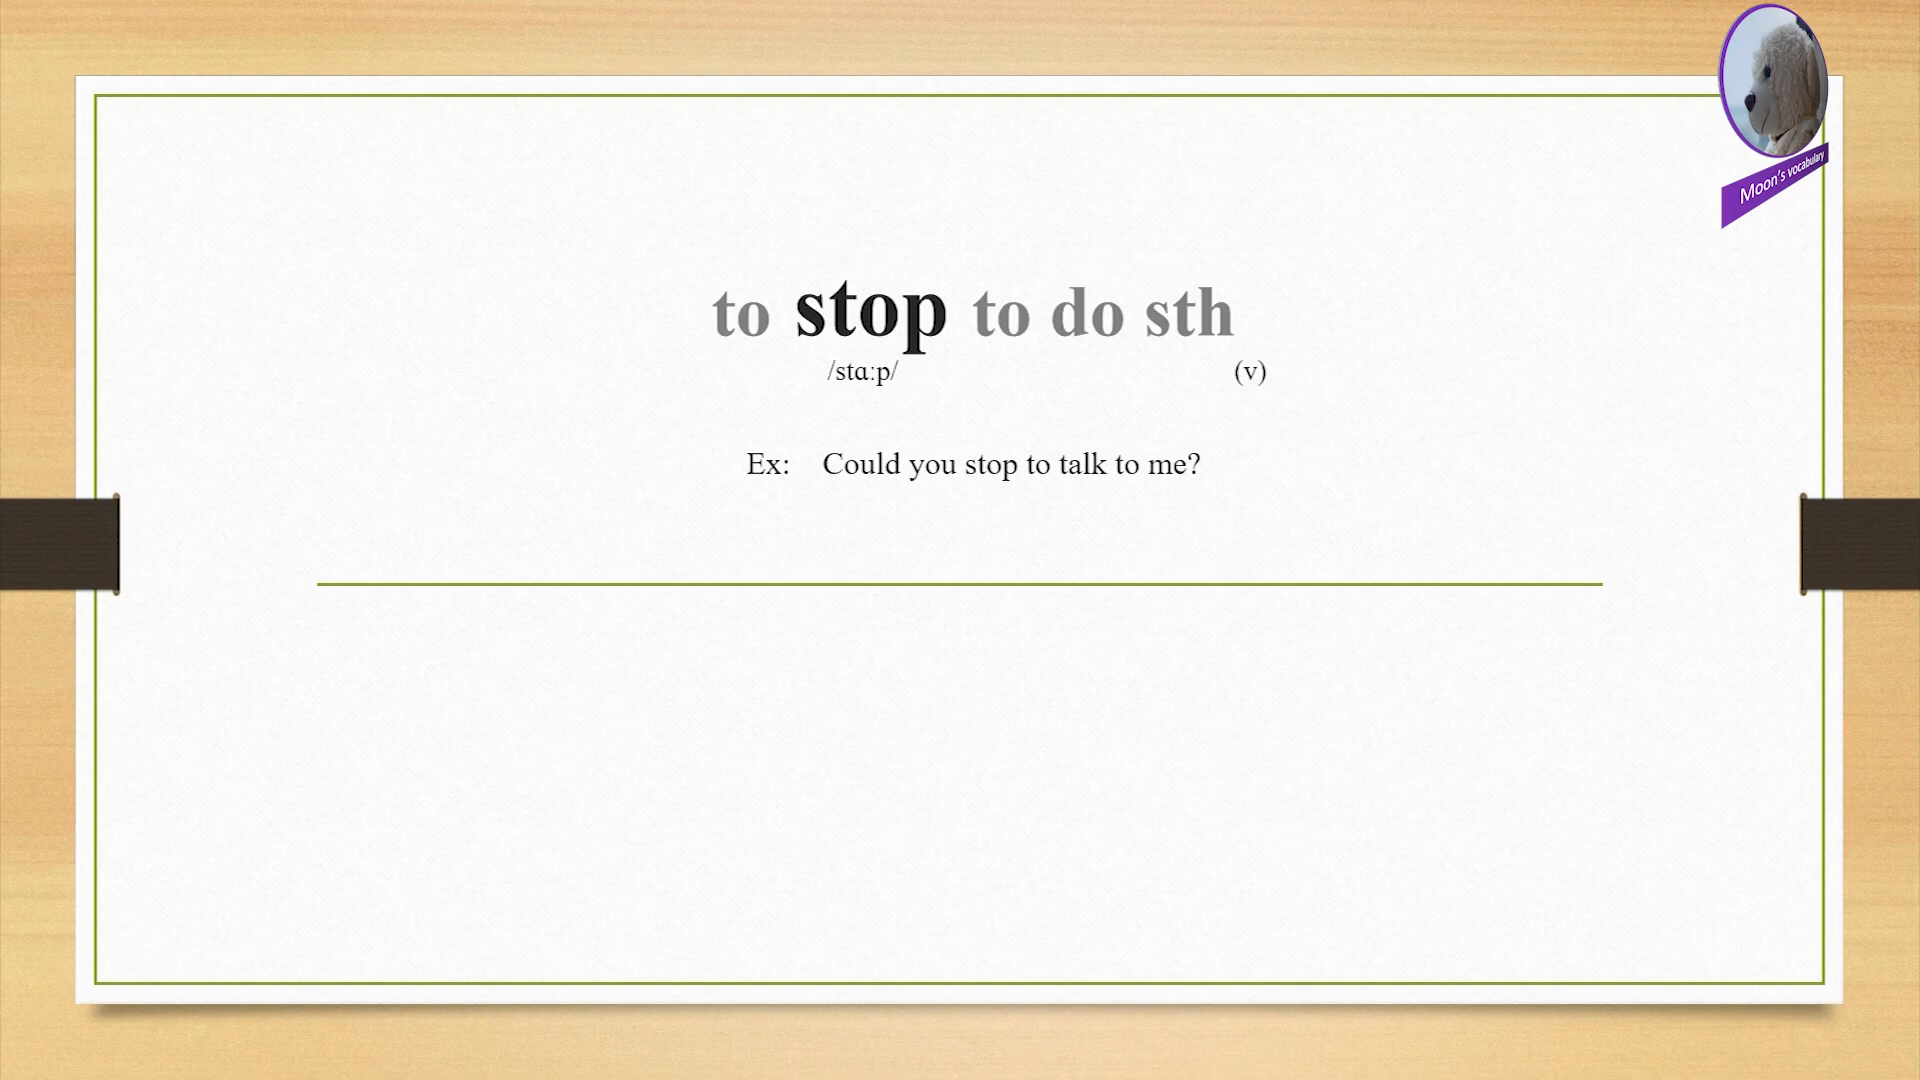 Moon's vocabulary
to stop to do sth
/stɑ:p/ (v)
Ex: Could you stop to talk to me?